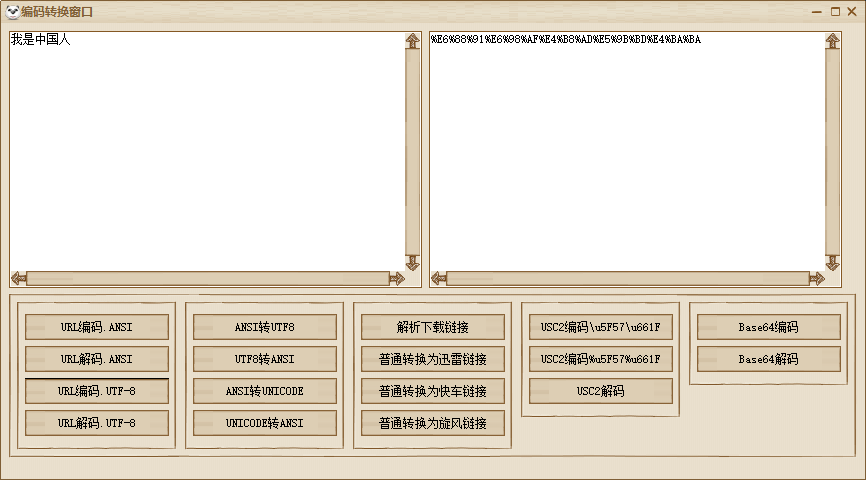 编码转换窗口
我是中国人
%E6%88%91%E6%98%AF%E4%B8%AD%E5%9B%BD%E4%BA%BA
URL编码.ANSI
URL解码.ANSI
URL编码.UTF-8
URL解码.UTF-8
ANSI转UTF8
UTF8转ANSI
ANSI转UNICODE
UNICODE转ANSI
解析下载链接
普通转换为迅雷链接
普通转换为快车链接
普通转换为旋风链接
USC2编码\u5F57\u661F
USC2编码%u5F57%u661F
USC2解码
Base64编码
Base64解码